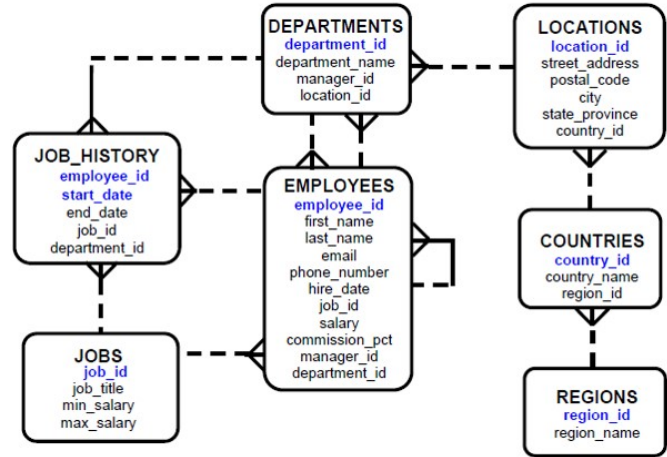 DEPARTMENTS
department_id
department_name
manager_id
location_id
LOCATIONS
location_id
street_address
postal_code
city
state_province
country_id
JOB_HISTORY
employee_id
start_date
end_date
job_id
department_id
EMPLOYEES
employee_id
first_name
last_name
email
phone_number
hire_date
job_id
salary
commission_pct
manager_id
department_id
COUNTRIES
country_id
country_name
region_id
JOBS
job_id
job_title
min_salary
max_salary
REGIONS
region_id
region_name